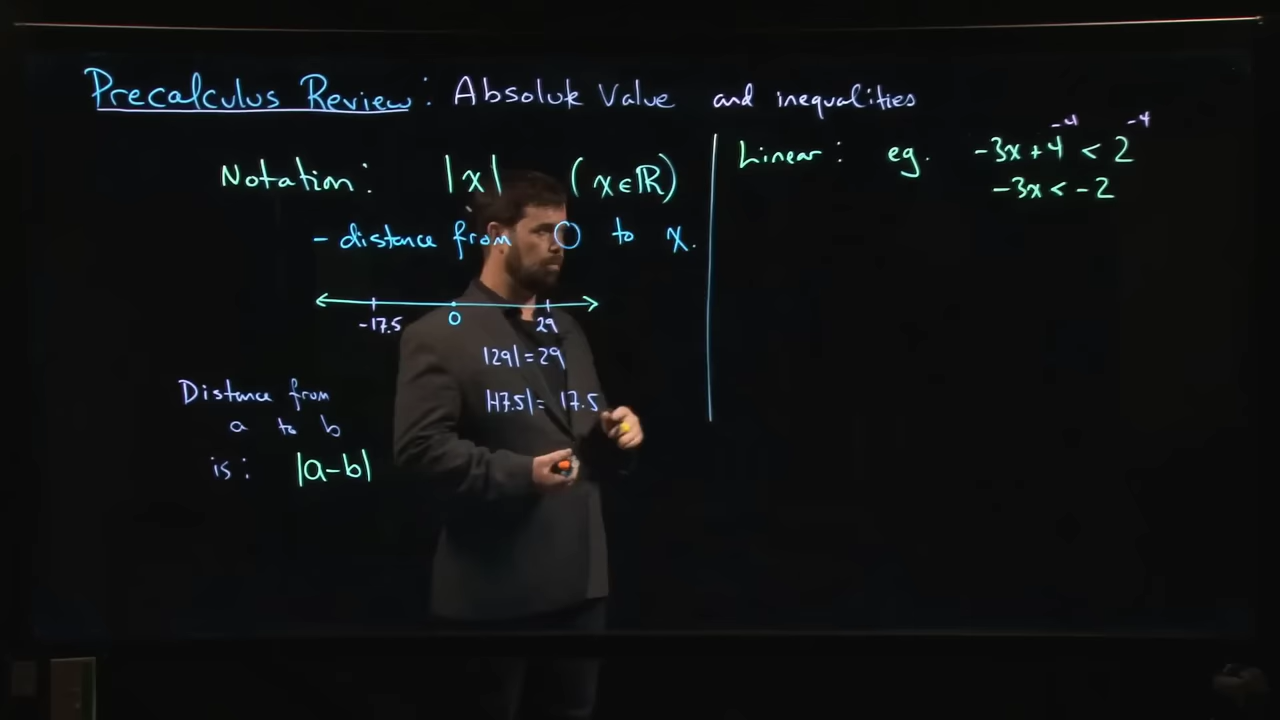 Precalculus Review: Absolute Value and inequalities
Notation: |x| (x∈ℝ)
- distance from 0 to x.
-17.5 0 29
|29| = 29
|-17.5| = 17.5
Distance from
a to b
is: |a-b|
Linear: eg. -3x+4 < 2
-4 -4
-3x < -2